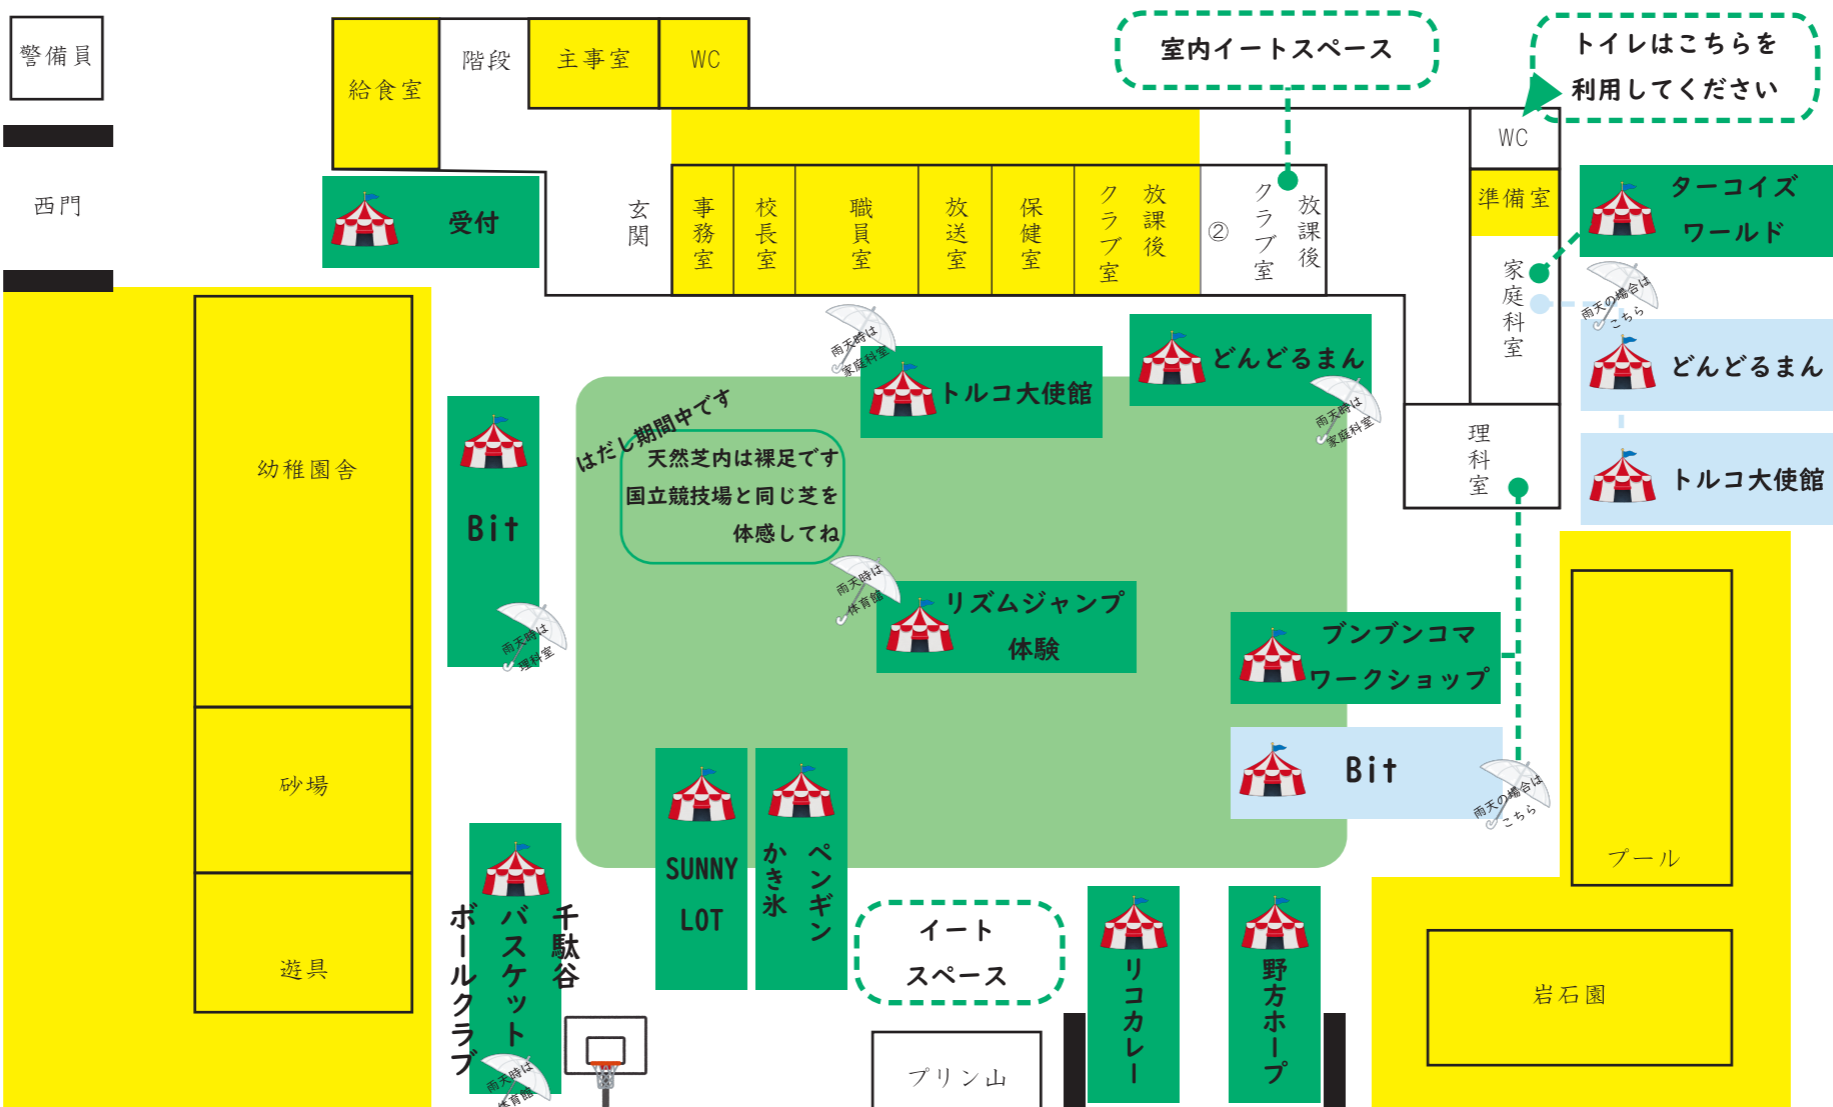 警備員
西門
給食室
階段
主事室
WC
室内イートスペース
トイレはこちらを
利用してください
WC
準備室
家庭科室
理科室
受付
玄関
事務室
校長室
職員室
放送室
保健室
放課後
クラブ室
放課後
クラブ室
②
ターコイズ
ワールド
雨天の場合は
こちら
どんどるまん
トルコ大使館
雨天時は
家庭科室
トルコ大使館
どんどるまん
雨天時は
家庭科室
はだし期間中です
天然芝内は裸足です
国立競技場と同じ芝を
体感してね
幼稚園舎
砂場
遊具
Bit
雨天時は
理科室
雨天時は
体育館
リズムジャンプ
体験
ブンブンコマ
ワークショップ
Bit
雨天の場合は
こちら
SUNNY
LOT
ペンギン
かき氷
千駄谷
バスケット
ボールクラブ
雨天時は
体育館
イート
スペース
プリン山
リコカレー
野方ホープ
プール
岩石園